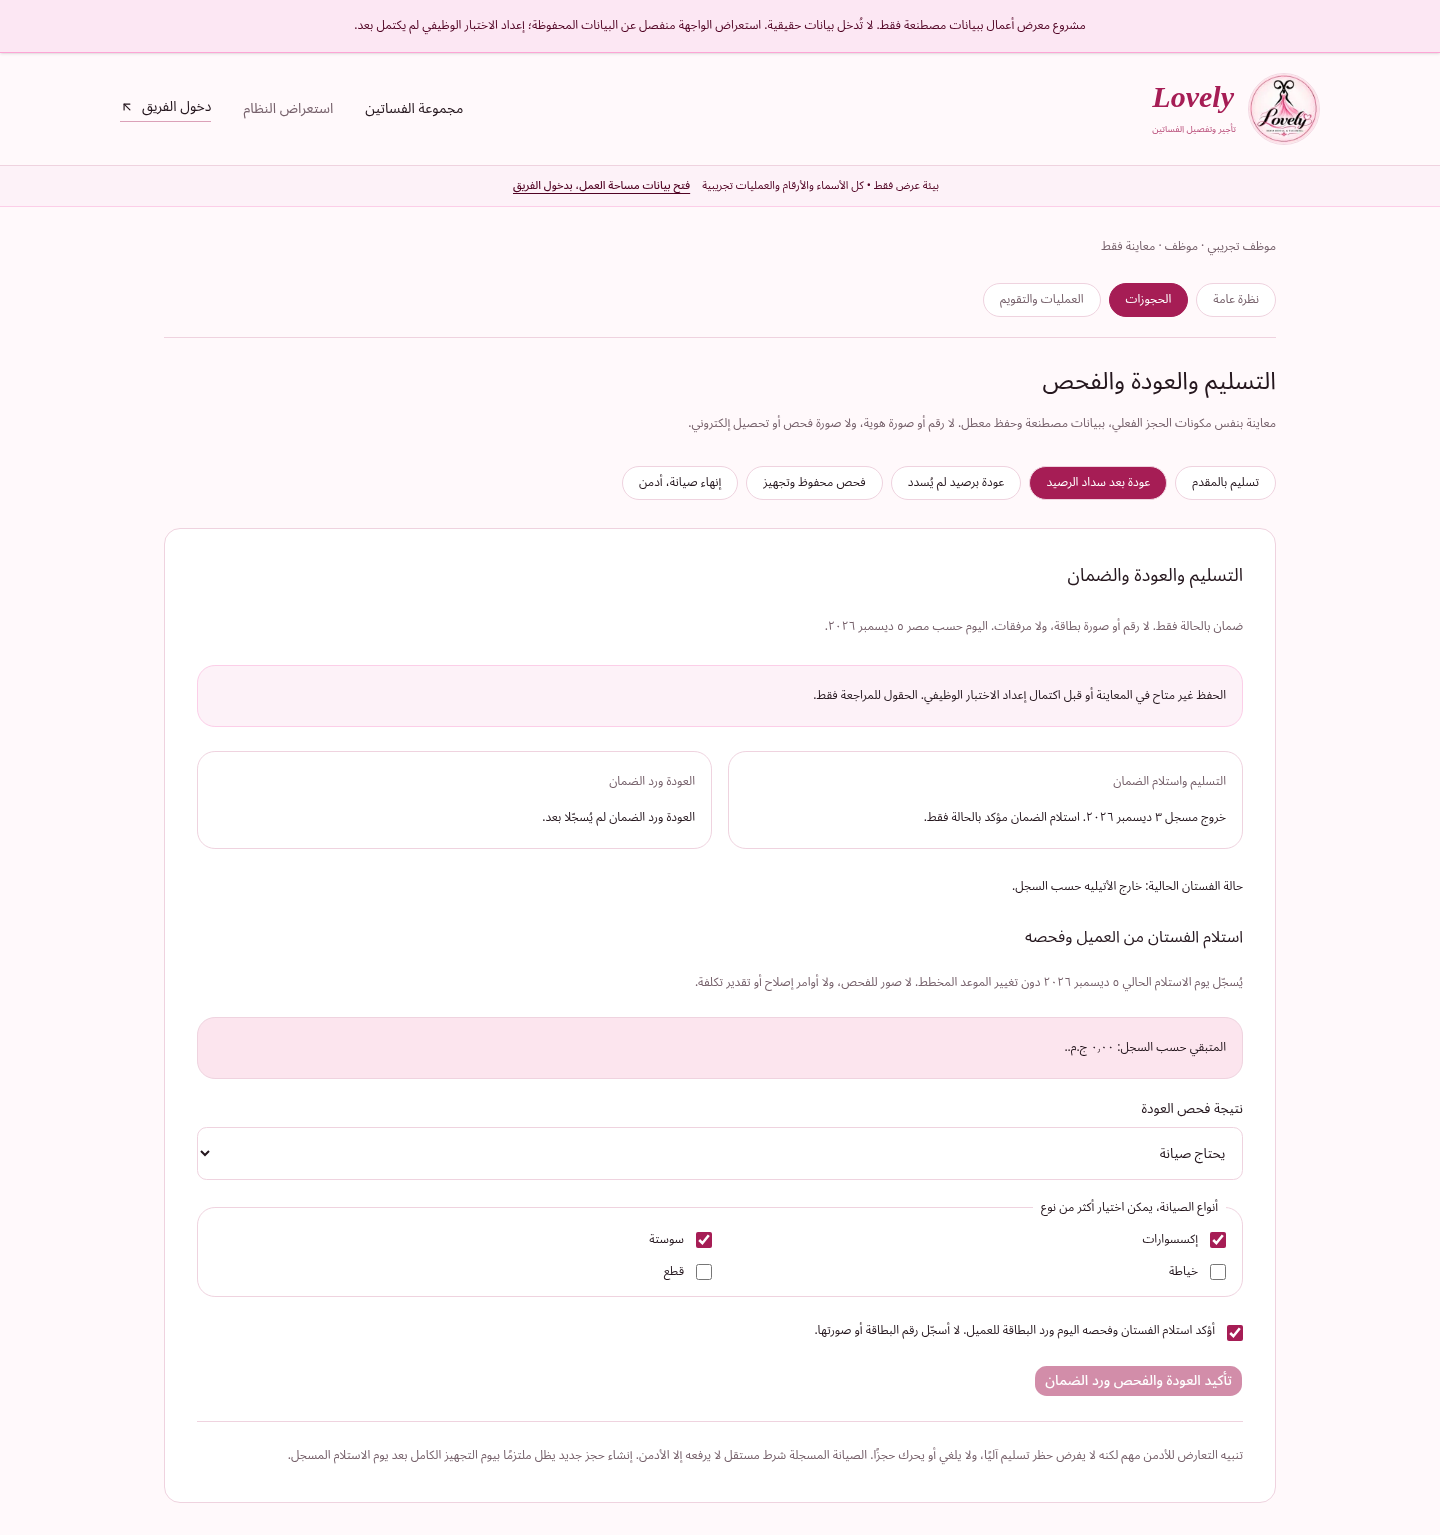 مشروع معرض أعمال ببيانات مصطنعة فقط. لا تُدخل بيانات حقيقية. استعراض الواجهة منفصل عن البيانات المحفوظة؛ إعداد الاختبار الوظيفي لم يكتمل بعد.
Lovely
Lovely
تأجير وتفصيل الفساتين
مجموعة الفساتين
استعراض النظام
دخول الفريق
بيئة عرض فقط • كل الأسماء والأرقام والعمليات تجريبية
فتح بيانات مساحة العمل، بدخول الفريق
موظف تجريبي · موظف · معاينة فقط
نظرة عامة
الحجوزات
العمليات والتقويم
التسليم والعودة والفحص
معاينة بنفس مكونات الحجز الفعلي، ببيانات مصطنعة وحفظ معطل. لا رقم أو صورة هوية، ولا صورة فحص أو تحصيل إلكتروني.
تسليم بالمقدم
عودة بعد سداد الرصيد
عودة برصيد لم يُسدد
فحص محفوظ وتجهيز
إنهاء صيانة، أدمن
التسليم والعودة والضمان
ضمان بالحالة فقط. لا رقم أو صورة بطاقة، ولا مرفقات. اليوم حسب مصر ٥ ديسمبر ٢٠٢٦.
الحفظ غير متاح في المعاينة أو قبل اكتمال إعداد الاختبار الوظيفي. الحقول للمراجعة فقط.
التسليم واستلام الضمان
خروج مسجل ٣ ديسمبر ٢٠٢٦. استلام الضمان مؤكد بالحالة فقط.
العودة ورد الضمان
العودة ورد الضمان لم يُسجّلا بعد.
حالة الفستان الحالية: خارج الأتيليه حسب السجل.
استلام الفستان من العميل وفحصه
يُسجّل يوم الاستلام الحالي ٥ ديسمبر ٢٠٢٦ دون تغيير الموعد المخطط. لا صور للفحص، ولا أوامر إصلاح أو تقدير تكلفة.
المتبقي حسب السجل: ٠٫٠٠ ج.م..
نتيجة فحص العودة
يحتاج صيانة
أنواع الصيانة، يمكن اختيار أكثر من نوع
إكسسوارات
سوستة
خياطة
قطع
أؤكد استلام الفستان وفحصه اليوم ورد البطاقة للعميل. لا أسجّل رقم البطاقة أو صورتها.
تأكيد العودة والفحص ورد الضمان
تنبيه التعارض للأدمن مهم لكنه لا يفرض حظر تسليم آليًا، ولا يلغي أو يحرك حجزًا. الصيانة المسجلة شرط مستقل لا يرفعه إلا الأدمن. إنشاء حجز جديد يظل ملتزمًا بيوم التجهيز الكامل بعد يوم الاستلام المسجل.